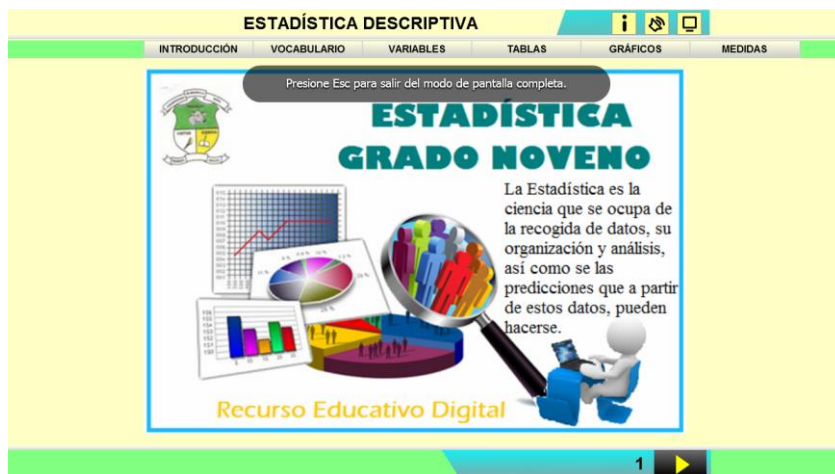 ESTADÍSTICA DESCRIPTIVA
INTRODUCCIÓN VOCABULARIO VARIABLES TABLAS GRÁFICOS MEDIDAS
Presione Esc para salir del modo de pantalla completa.
ESTADÍSTICA
GRADO NOVENO
La Estadística es la
ciencia que se ocupa de
la recogida de datos, su
organización y análisis,
así como se las
predicciones que a partir
de estos datos, pueden
hacerse.
Recurso Educativo Digital
1